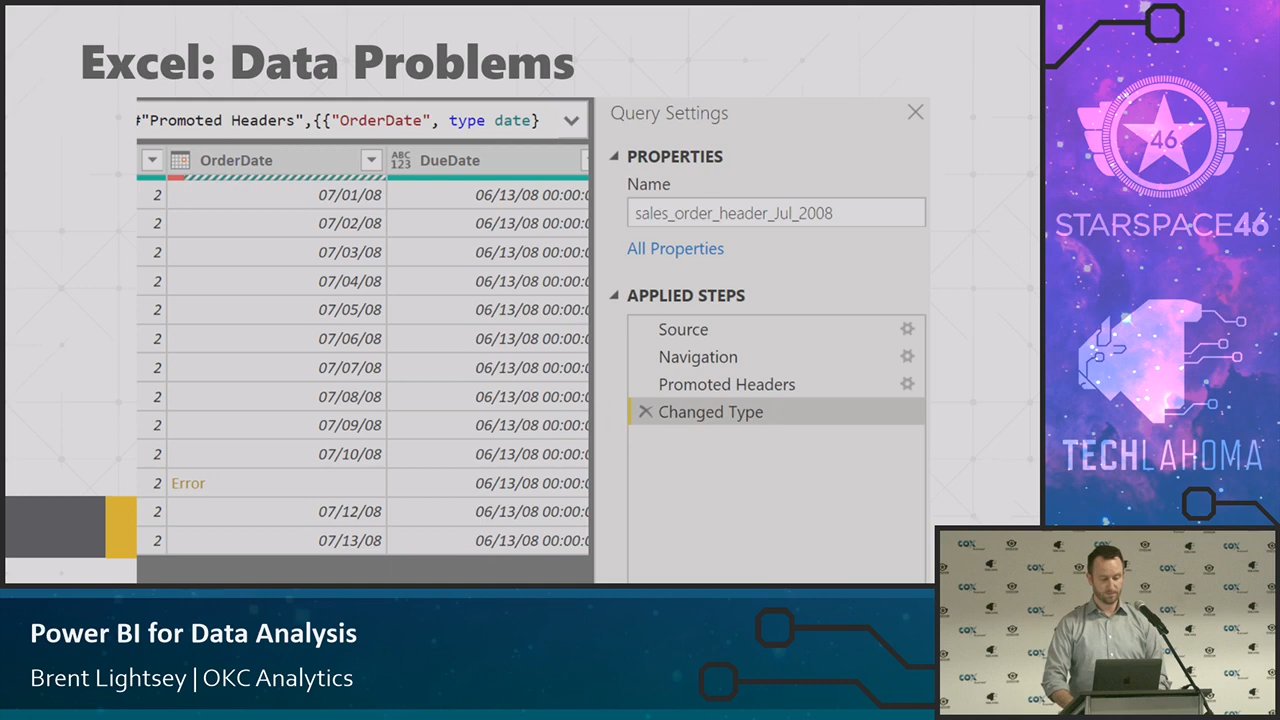 Excel: Data Problems
#"Promoted Headers",{{"OrderDate", type date}
OrderDate ABC 123 DueDate
2 07/01/08 06/13/08 00:00:0
2 07/02/08 06/13/08 00:00:0
2 07/03/08 06/13/08 00:00:0
2 07/04/08 06/13/08 00:00:0
2 07/05/08 06/13/08 00:00:0
2 07/06/08 06/13/08 00:00:0
2 07/07/08 06/13/08 00:00:0
2 07/08/08 06/13/08 00:00:0
2 07/09/08 06/13/08 00:00:0
2 07/10/08 06/13/08 00:00:0
2 Error 06/13/08 00:00:0
2 07/12/08 06/13/08 00:00:0
2 07/13/08 06/13/08 00:00:0
Query Settings
PROPERTIES
Name
sales_order_header_Jul_2008
All Properties
APPLIED STEPS
Source
Navigation
Promoted Headers
Changed Type
46
STARSPACE46
TECHLAHOMA
COX
Power BI for Data Analysis
Brent Lightsey | OKC Analytics